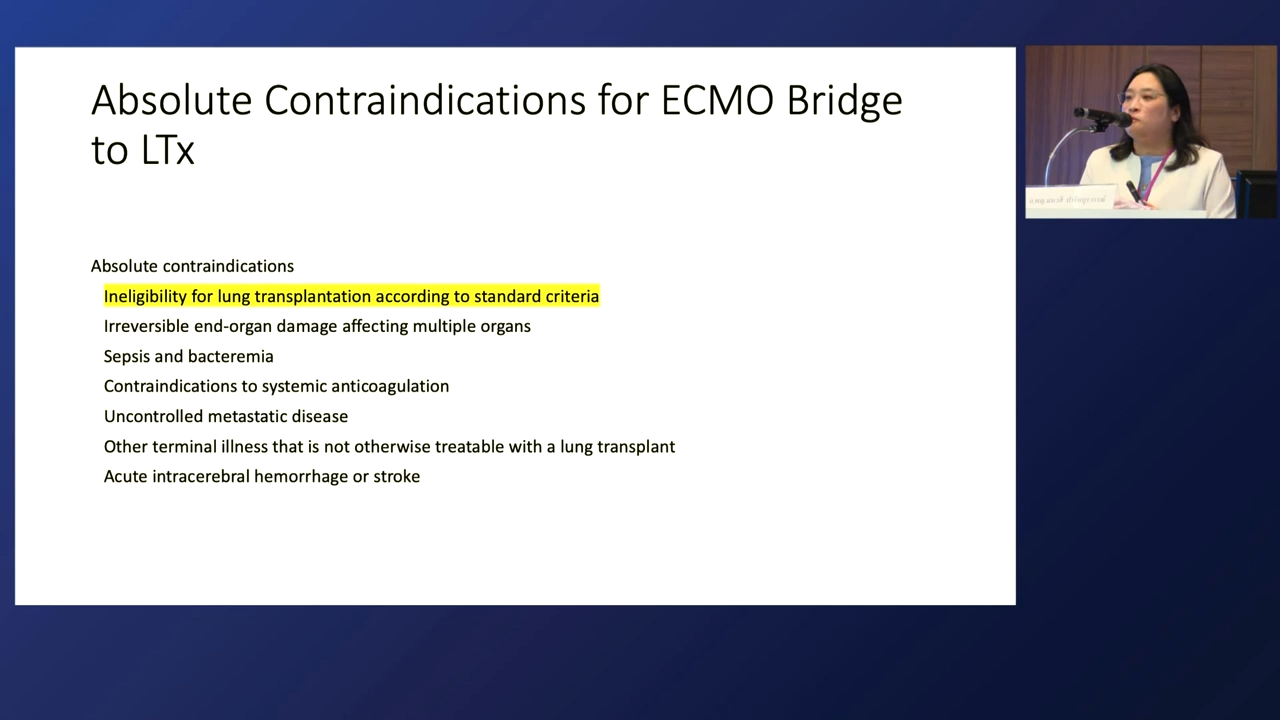 Absolute Contraindications for ECMO Bridge
to LTx
Absolute contraindications
Ineligibility for lung transplantation according to standard criteria
Irreversible end-organ damage affecting multiple organs
Sepsis and bacteremia
Contraindications to systemic anticoagulation
Uncontrolled metastatic disease
Other terminal illness that is not otherwise treatable with a lung transplant
Acute intracerebral hemorrhage or stroke